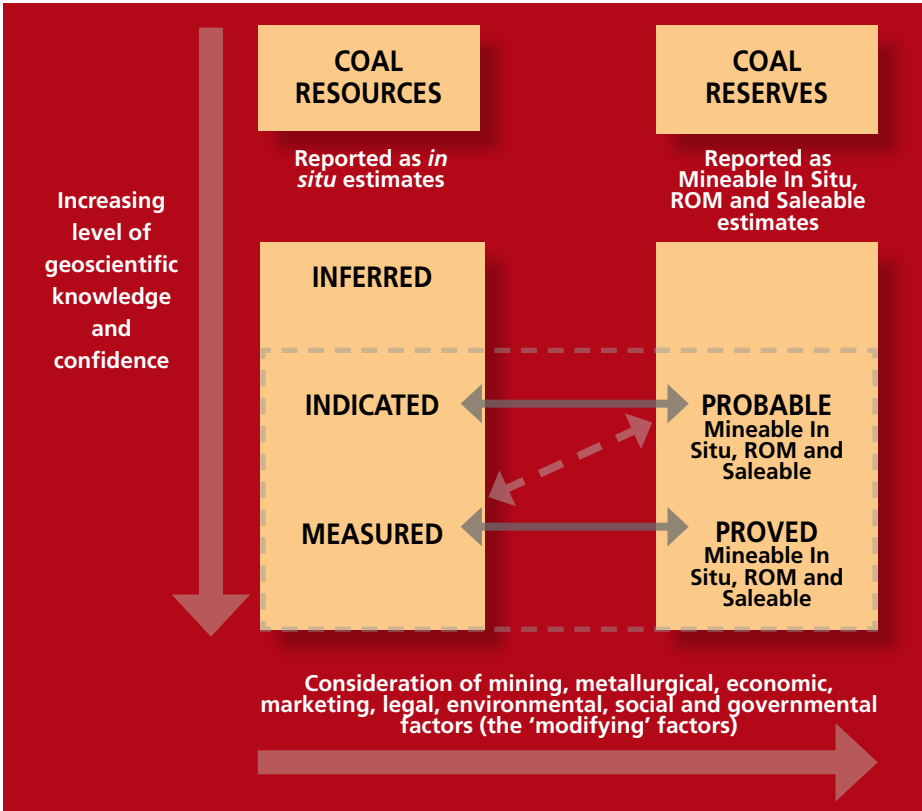 COAL
RESOURCES
COAL
RESERVES
Reported as in
situ estimates
Reported as
Mineable In Situ,
ROM and Saleable
estimates
Increasing
level of
geoscientific
knowledge
and
confidence
INFERRED
INDICATED
PROBABLE
Mineable In
Situ, ROM and
Saleable
MEASURED
PROVED
Mineable In
Situ, ROM and
Saleable
Consideration of mining, metallurgical, economic,
marketing, legal, environmental, social and governmental
factors (the ‘modifying’ factors)